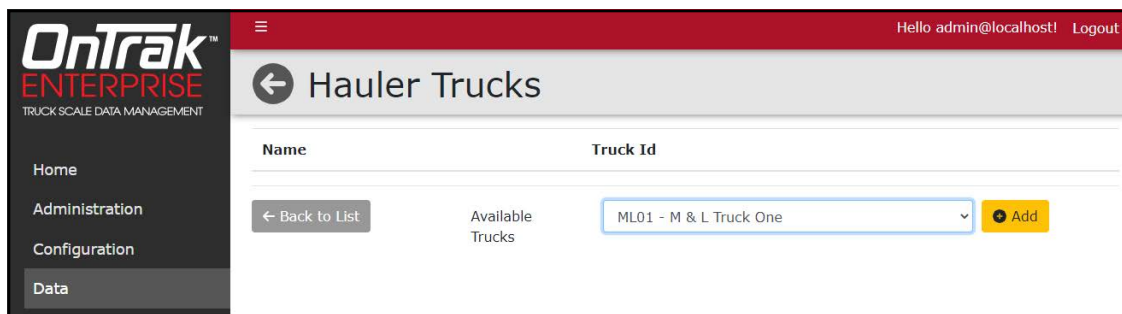 OnTrak™
ENTERPRISE
TRUCK SCALE DATA MANAGEMENT
Hello admin@localhost! Logout
Hauler Trucks
Name Truck Id
Home
Administration
Configuration
Data
← Back to List
Available
Trucks
ML01 - M & L Truck One
Add